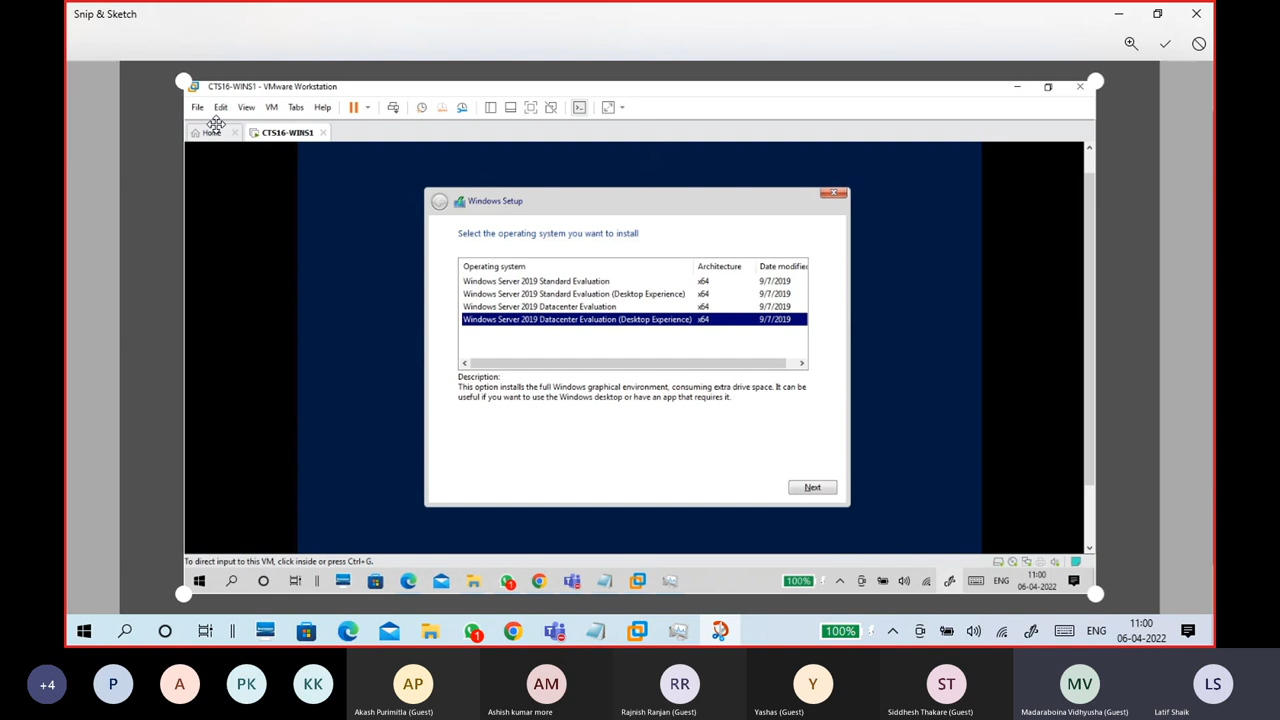 Snip & Sketch
CTS16-WINS1 - VMware Workstation
File Edit View VM Tabs Help
Home CTS16-WINS1
Windows Setup
Select the operating system you want to install
Operating system Architecture Date modified
Windows Server 2019 Standard Evaluation x64 9/7/2019
Windows Server 2019 Standard Evaluation (Desktop Experience) x64 9/7/2019
Windows Server 2019 Datacenter Evaluation x64 9/7/2019
Windows Server 2019 Datacenter Evaluation (Desktop Experience) x64 9/7/2019
Description:
This option installs the full Windows graphical environment, consuming extra drive space. It can be
useful if you want to use the Windows desktop or have an app that requires it.
Next
To direct input to this VM, click inside or press Ctrl+G.
1 100% ENG 11:00
06-04-2022
1 100% ENG 11:00
06-04-2022
+4 P A PK KK AP AM RR Y ST MV LS
Akash Purimitla (Guest) Ashish kumar more Rajnish Ranjan (Guest) Yashas (Guest) Siddhesh Thakare (Guest) Madaraboina Vidhyusha (Guest) Latif Shaik